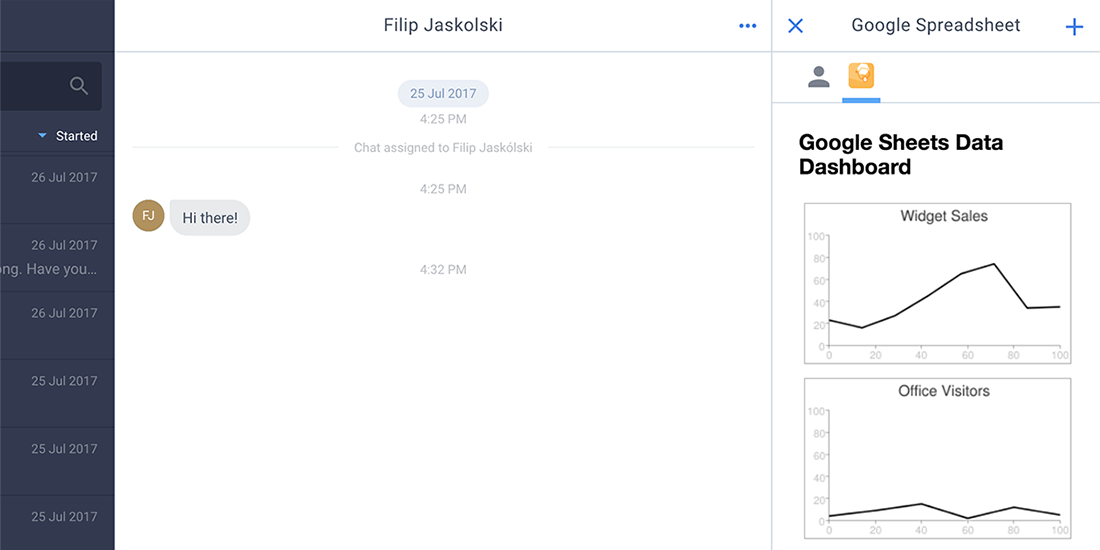 Started
26 Jul 2017
26 Jul 2017
ong. Have you...
26 Jul 2017
25 Jul 2017
25 Jul 2017
25 Jul 2017
Filip Jaskolski
25 Jul 2017
4:25 PM
Chat assigned to Filip Jaskólski
4:25 PM
FJ
Hi there!
4:32 PM
Google Spreadsheet
Google Sheets Data
Dashboard
Widget Sales
100
80
60
40
20
0
0 20 40 60 80 100
Office Visitors
100
80
60
40
20
0
0 20 40 60 80 100